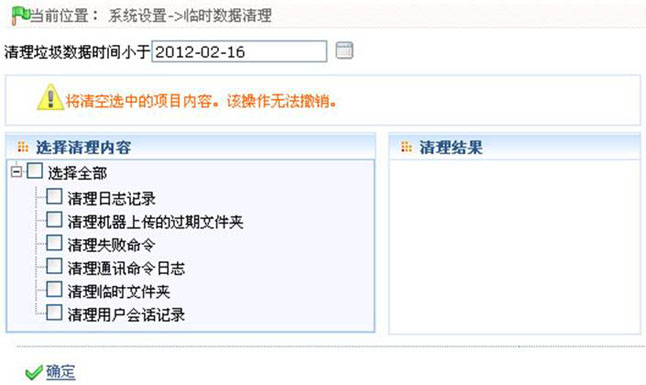 当前位置： 系统设置->临时数据清理
清理垃圾数据时间小于 2012-02-16
将清空选中的项目内容。该操作无法撤销。
选择清理内容
选择全部
清理日志记录
清理机器上传的过期文件夹
清理失败命令
清理通讯命令日志
清理临时文件夹
清理用户会话记录
清理结果
确定